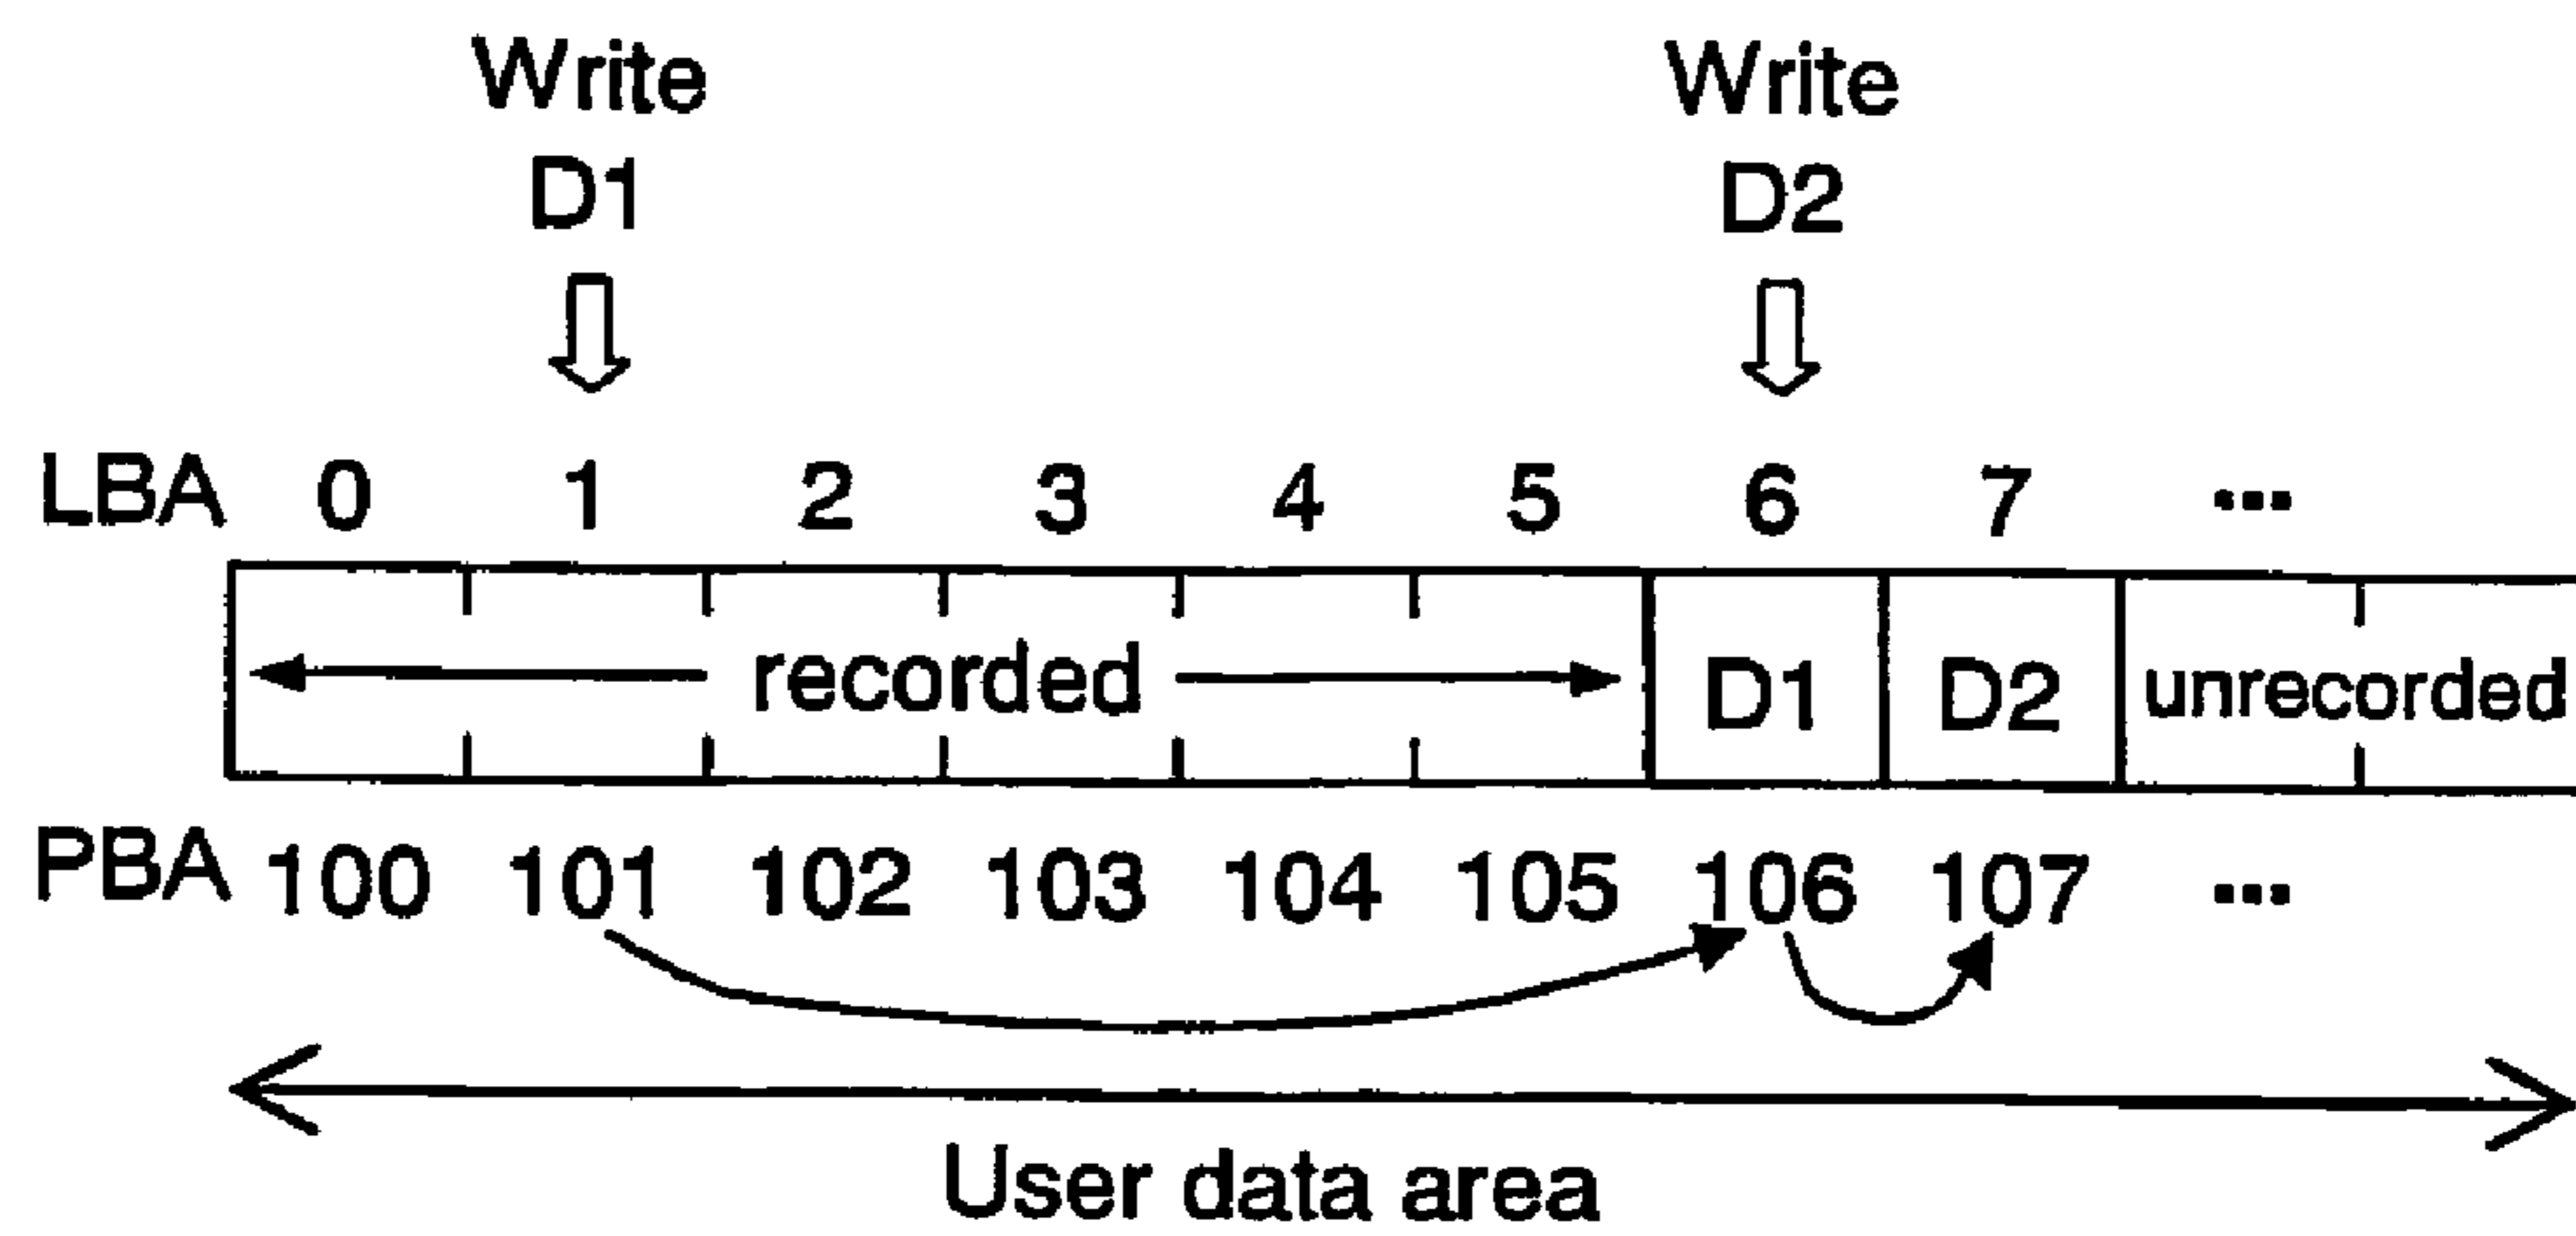 Write Write
D1 D2
LBA 0 1 2 3 4 5 6 7 ...
recorded D1 D2 unrecorded
PBA 100 101 102 103 104 105 106 107 ...
User data area